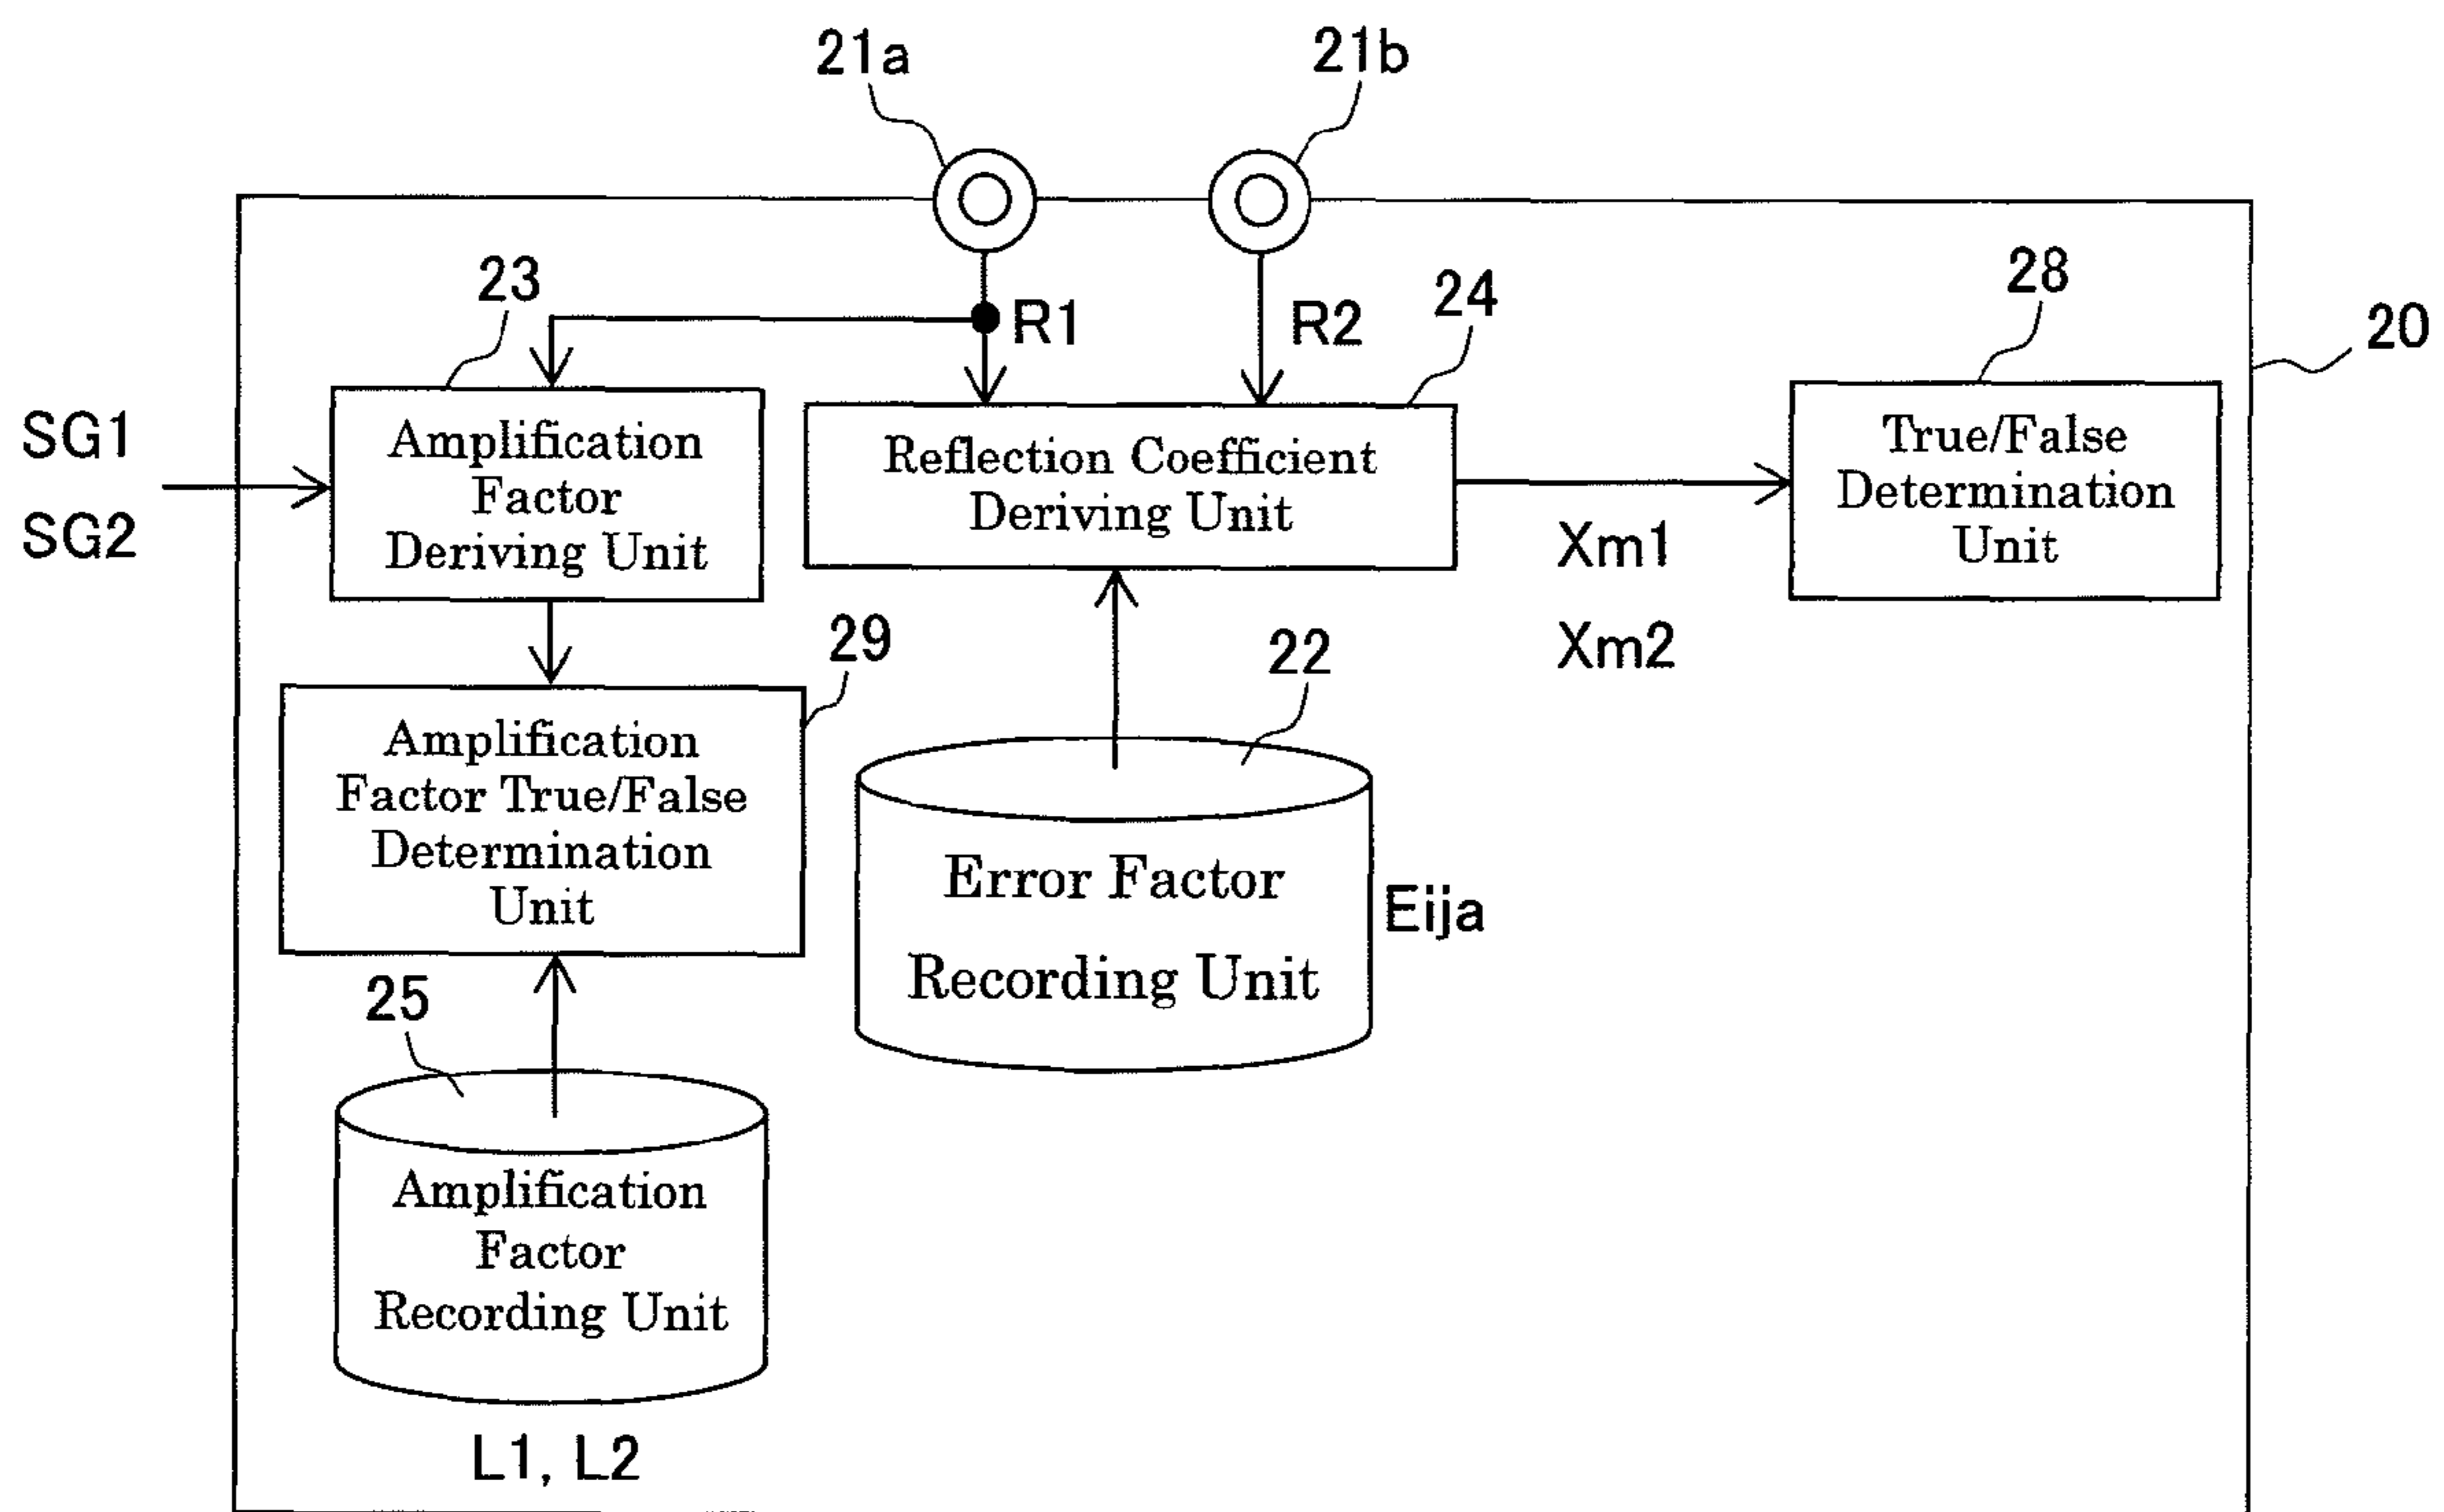 21a
21b
23
R1
R2
24
28
20
SG1
SG2
Amplification
Factor
Deriving Unit
Reflection Coefficient
Deriving Unit
True/False
Determination
Unit
Xm1
Xm2
29
22
Amplification
Factor True/False
Determination
Unit
Error Factor
Recording Unit
Eija
25
Amplification
Factor
Recording Unit
L1, L2